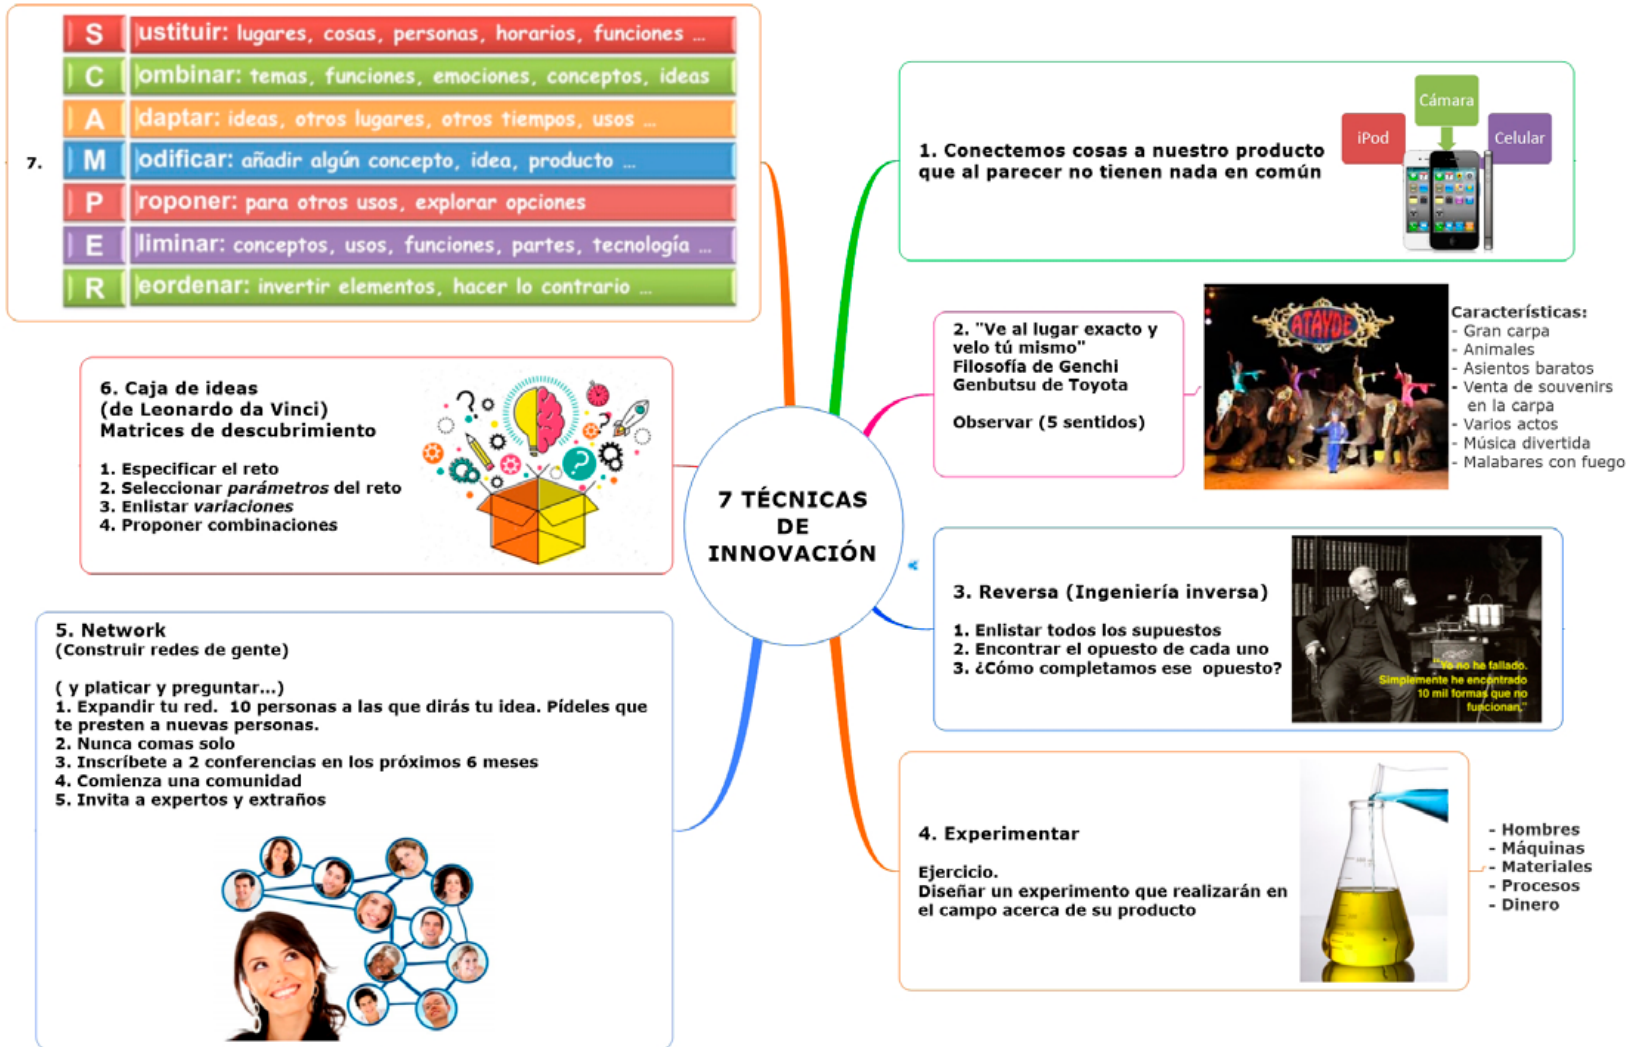 7 TÉCNICAS
DE
INNOVACIÓN
1. Conectemos cosas a nuestro producto
que al parecer no tienen nada en común
iPod
Cámara
Celular
2. "Ve al lugar exacto y
velo tú mismo"
Filosofía de Genchi
Genbutsu de Toyota
Observar (5 sentidos)
ATAYDE
Características:
- Gran carpa
- Animales
- Asientos baratos
- Venta de souvenirs
en la carpa
- Varios actos
- Música divertida
- Malabares con fuego
3. Reversa (Ingeniería inversa)
1. Enlistar todos los supuestos
2. Encontrar el opuesto de cada uno
3. ¿Cómo completamos ese opuesto?
"Yo no he fallado.
Simplemente he encontrado
10 mil formas que no
funcionan."
4. Experimentar
Ejercicio.
Diseñar un experimento que realizarán en
el campo acerca de su producto
- Hombres
- Máquinas
- Materiales
- Procesos
- Dinero
5. Network
(Construir redes de gente)
( y platicar y preguntar...)
1. Expandir tu red. 10 personas a las que dirás tu idea. Pídeles que
te presten a nuevas personas.
2. Nunca comas solo
3. Inscríbete a 2 conferencias en los próximos 6 meses
4. Comienza una comunidad
5. Invita a expertos y extraños
6. Caja de ideas
(de Leonardo da Vinci)
Matrices de descubrimiento
1. Especificar el reto
2. Seleccionar parámetros del reto
3. Enlistar variaciones
4. Proponer combinaciones
7.
S ustituir: lugares, cosas, personas, horarios, funciones ...
C ombinar: temas, funciones, emociones, conceptos, ideas
A daptar: ideas, otros lugares, otros tiempos, usos ...
M odificar: añadir algún concepto, idea, producto ...
P roponer: para otros usos, explorar opciones
E liminar: conceptos, usos, funciones, partes, tecnología ...
R eordenar: invertir elementos, hacer lo contrario ...